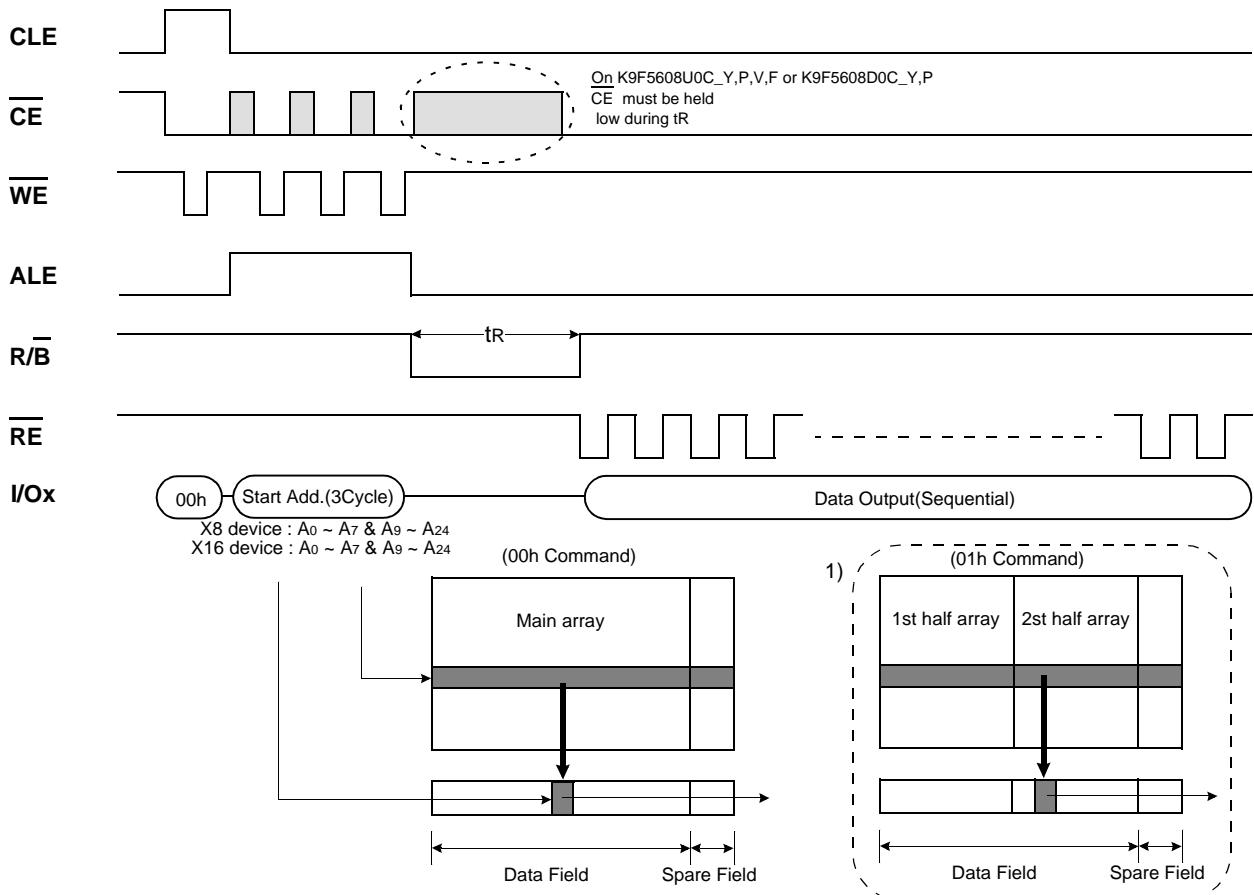 CLE
On K9F5608U0C_Y,P,V,F or K9F5608D0C_Y,P
CE must be held
low during tR
CE
WE
ALE
R/B
tR
RE
I/Ox
00h
Start Add.(3Cycle)
Data Output(Sequential)
X8 device : A0 ~ A7 & A9 ~ A24
X16 device : A0 ~ A7 & A9 ~ A24
(00h Command)
Main array
Data Field
Spare Field
1)
(01h Command)
1st half array
2st half array
Data Field
Spare Field